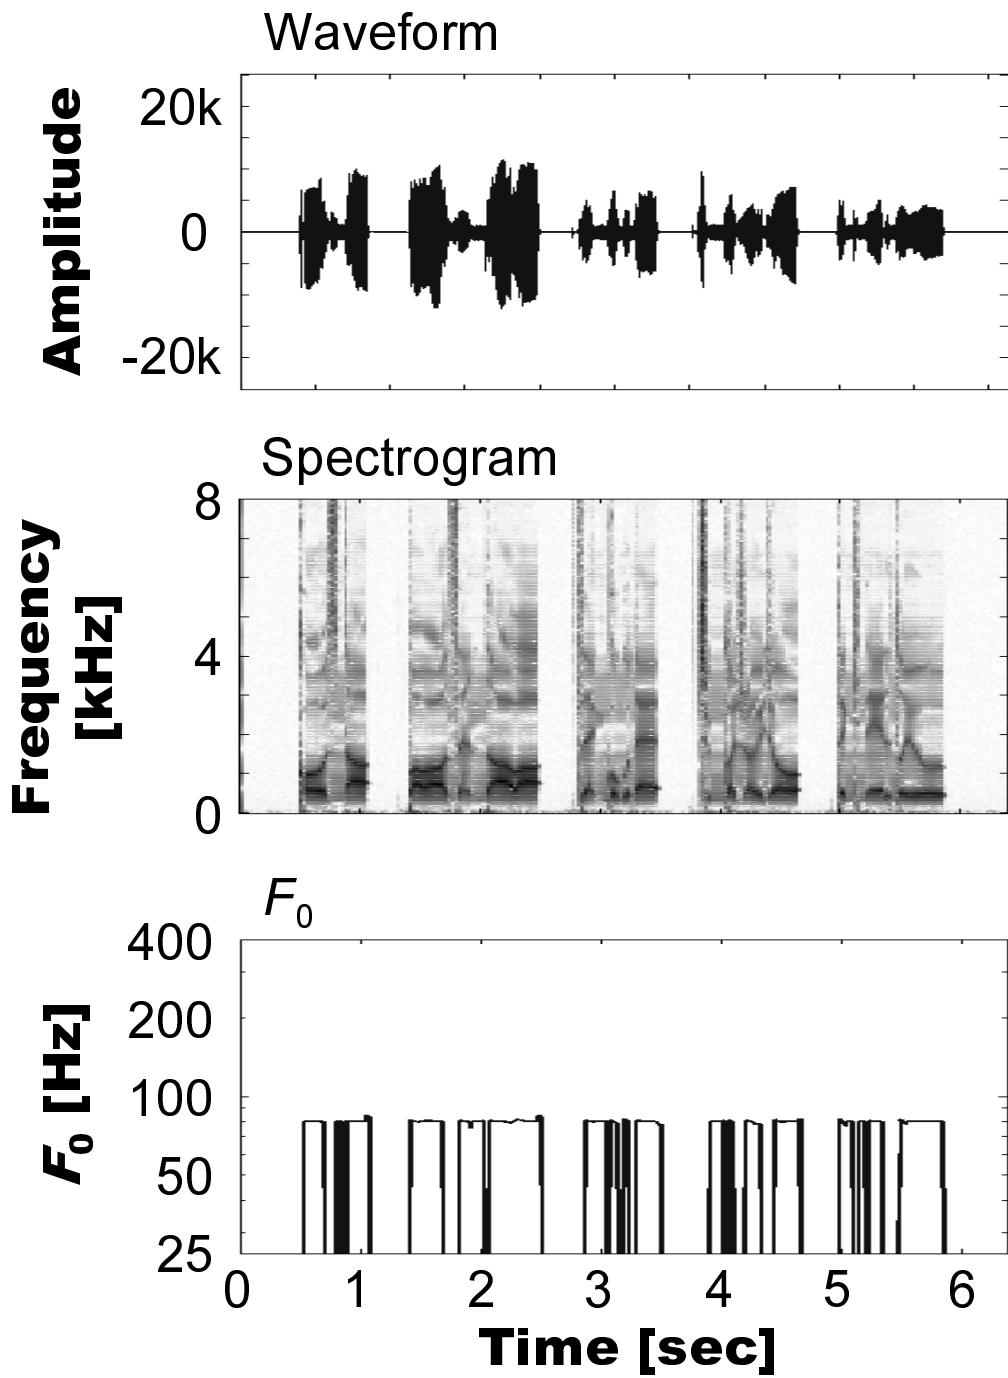 Waveform
Amplitude
20k
0
-20k
Spectrogram
Frequency
[kHz]
8
4
0
F0
F0 [Hz]
400
200
100
50
25
0 1 2 3 4 5 6
Time [sec]